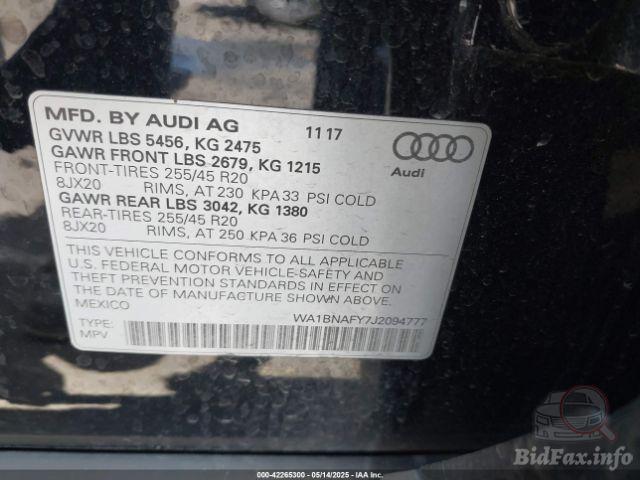 MFD. BY AUDI AG 11 17
GVWR LBS 5456, KG 2475
GAWR FRONT LBS 2679, KG 1215
FRONT-TIRES 255/45 R20
8JX20 RIMS, AT 230 KPA 33 PSI COLD
GAWR REAR LBS 3042, KG 1380
REAR-TIRES 255/45 R20
8JX20 RIMS, AT 250 KPA 36 PSI COLD
Audi
THIS VEHICLE CONFORMS TO ALL APPLICABLE
U.S. FEDERAL MOTOR VEHICLE-SAFETY AND
THEFT PREVENTION STANDARDS IN EFFECT ON
THE DATE OF MANUFACTURE SHOWN ABOVE.
MEXICO
WA1BNAFY7J2094777
TYPE:
MPV
BidFax.info
000-42265300 - 05/14/2025 - IAA Inc.